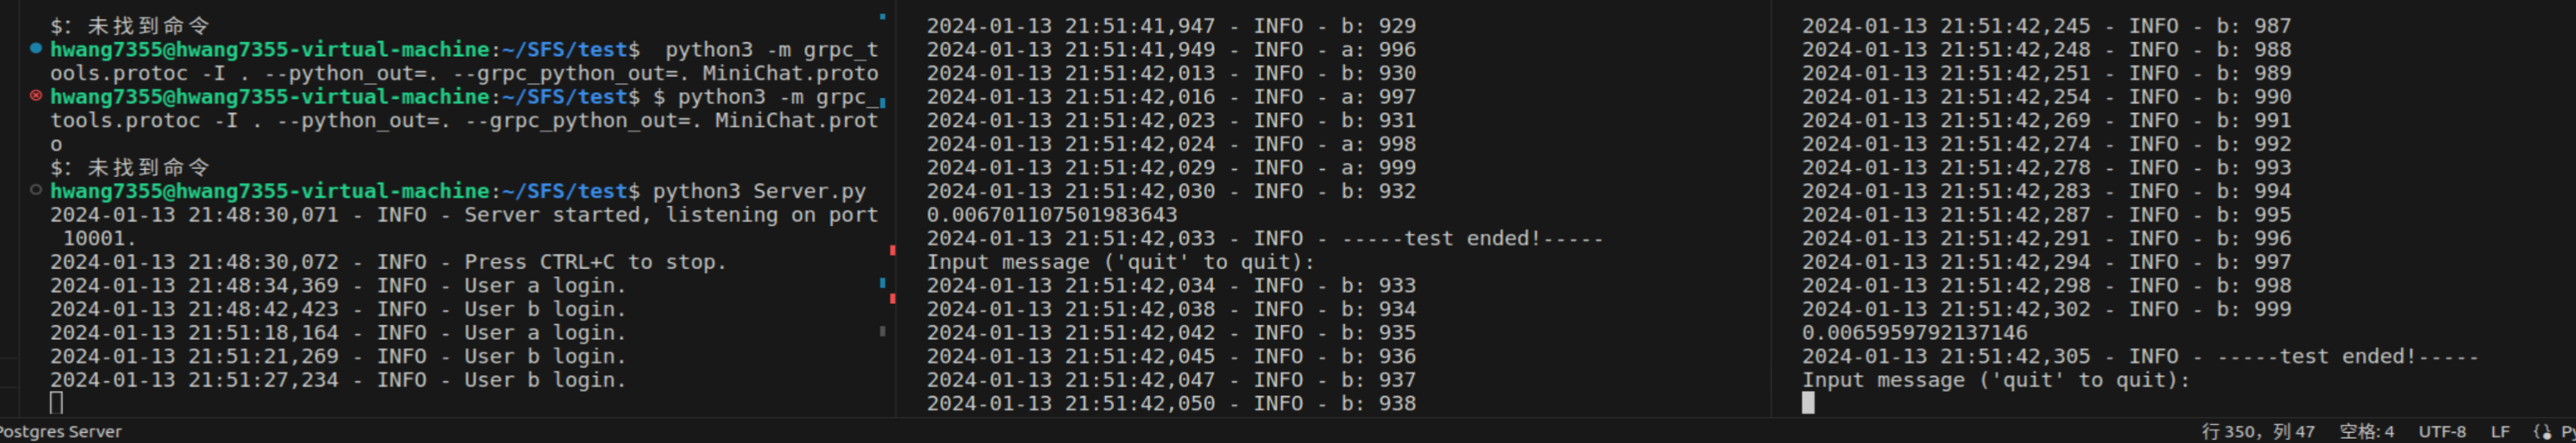 $：未找到命令
hwang7355@hwang7355-virtual-machine:~/SFS/test$  python3 -m grpc_t
ools.protoc -I . --python_out=. --grpc_python_out=. MiniChat.proto
hwang7355@hwang7355-virtual-machine:~/SFS/test$ $ python3 -m grpc_
tools.protoc -I . --python_out=. --grpc_python_out=. MiniChat.prot
o
$：未找到命令
hwang7355@hwang7355-virtual-machine:~/SFS/test$ python3 Server.py
2024-01-13 21:48:30,071 - INFO - Server started, listening on port
 10001.
2024-01-13 21:48:30,072 - INFO - Press CTRL+C to stop.
2024-01-13 21:48:34,369 - INFO - User a login.
2024-01-13 21:48:42,423 - INFO - User b login.
2024-01-13 21:51:18,164 - INFO - User a login.
2024-01-13 21:51:21,269 - INFO - User b login.
2024-01-13 21:51:27,234 - INFO - User b login.
2024-01-13 21:51:41,947 - INFO - b: 929
2024-01-13 21:51:41,949 - INFO - a: 996
2024-01-13 21:51:42,013 - INFO - b: 930
2024-01-13 21:51:42,016 - INFO - a: 997
2024-01-13 21:51:42,023 - INFO - b: 931
2024-01-13 21:51:42,024 - INFO - a: 998
2024-01-13 21:51:42,029 - INFO - a: 999
2024-01-13 21:51:42,030 - INFO - b: 932
0.006701107501983643
2024-01-13 21:51:42,033 - INFO - -----test ended!-----
Input message ('quit' to quit):
2024-01-13 21:51:42,034 - INFO - b: 933
2024-01-13 21:51:42,038 - INFO - b: 934
2024-01-13 21:51:42,042 - INFO - b: 935
2024-01-13 21:51:42,045 - INFO - b: 936
2024-01-13 21:51:42,047 - INFO - b: 937
2024-01-13 21:51:42,050 - INFO - b: 938
2024-01-13 21:51:42,245 - INFO - b: 987
2024-01-13 21:51:42,248 - INFO - b: 988
2024-01-13 21:51:42,251 - INFO - b: 989
2024-01-13 21:51:42,254 - INFO - b: 990
2024-01-13 21:51:42,269 - INFO - b: 991
2024-01-13 21:51:42,274 - INFO - b: 992
2024-01-13 21:51:42,278 - INFO - b: 993
2024-01-13 21:51:42,283 - INFO - b: 994
2024-01-13 21:51:42,287 - INFO - b: 995
2024-01-13 21:51:42,291 - INFO - b: 996
2024-01-13 21:51:42,294 - INFO - b: 997
2024-01-13 21:51:42,298 - INFO - b: 998
2024-01-13 21:51:42,302 - INFO - b: 999
0.0065959792137146
2024-01-13 21:51:42,305 - INFO - -----test ended!-----
Input message ('quit' to quit):
Postgres Server
行 350，列 47 空格: 4 UTF-8 LF {}